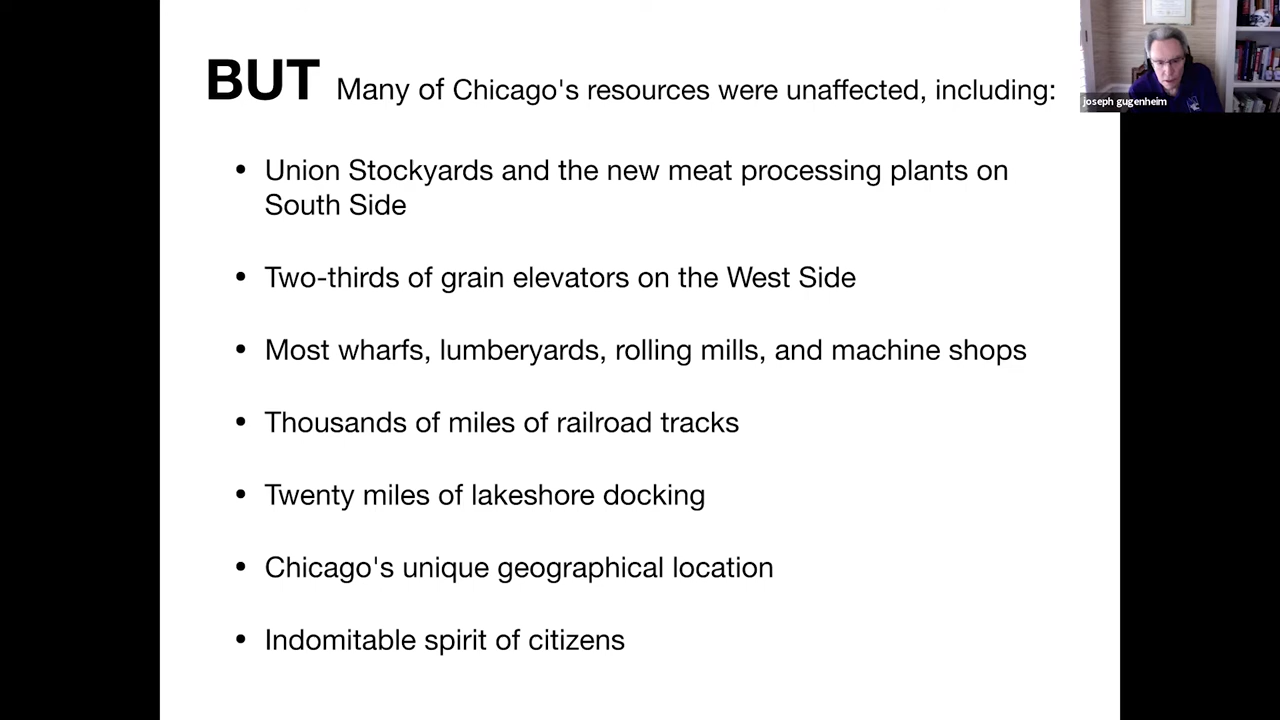 BUT Many of Chicago's resources were unaffected, including:
joseph gugenheim
• Union Stockyards and the new meat processing plants on
South Side
• Two-thirds of grain elevators on the West Side
• Most wharfs, lumberyards, rolling mills, and machine shops
• Thousands of miles of railroad tracks
• Twenty miles of lakeshore docking
• Chicago's unique geographical location
• Indomitable spirit of citizens